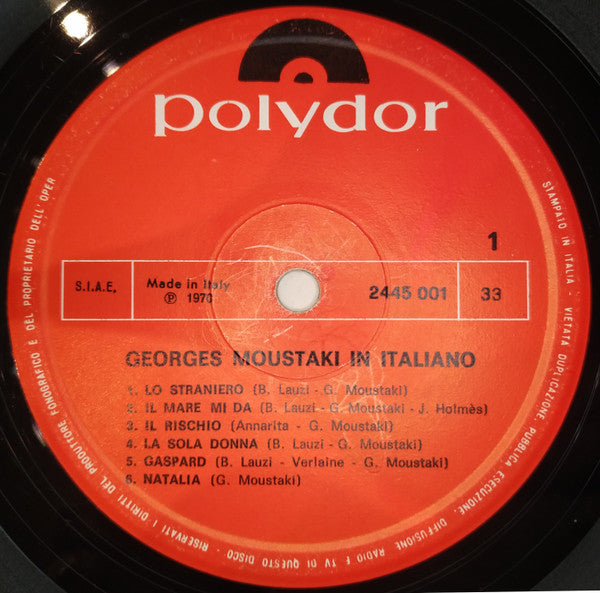 polydor
1
S.I.A.E.
Made in Italy
℗ 1970
2445 001
33
GEORGES MOUSTAKI IN ITALIANO
1. LO STRANIERO (B. Lauzi - G. Moustaki)
2. IL MARE MI DA (B. Lauzi - G. Moustaki - J. Holmès)
3. IL RISCHIO (Annarita - G. Moustaki)
4. LA SOLA DONNA (B. Lauzi - G. Moustaki)
5. GASPARD (B. Lauzi - Verlaine - G. Moustaki)
6. NATALIA (G. Moustaki)
STAMPATO IN ITALIA - VIETATA DUPLICAZIONE, PUBBLICA ESECUZIONE, DIFFUSIONE RADIO E TV DI QUESTO DISCO - RISERVATI I DIRITTI DEL PRODUTTORE FONOGRAFICO E DEL PROPRIETARIO DELL'OPER